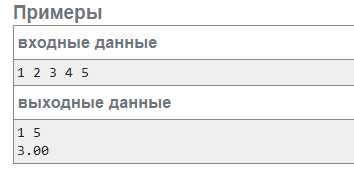 Примеры
входные данные
1 2 3 4 5
выходные данные
1 5
3.00